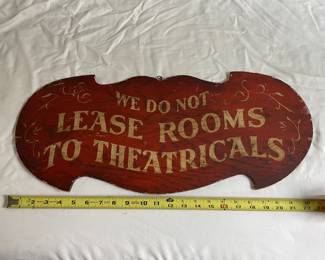 WE DO NOT
LEASE ROOMS
TO THEATRICALS